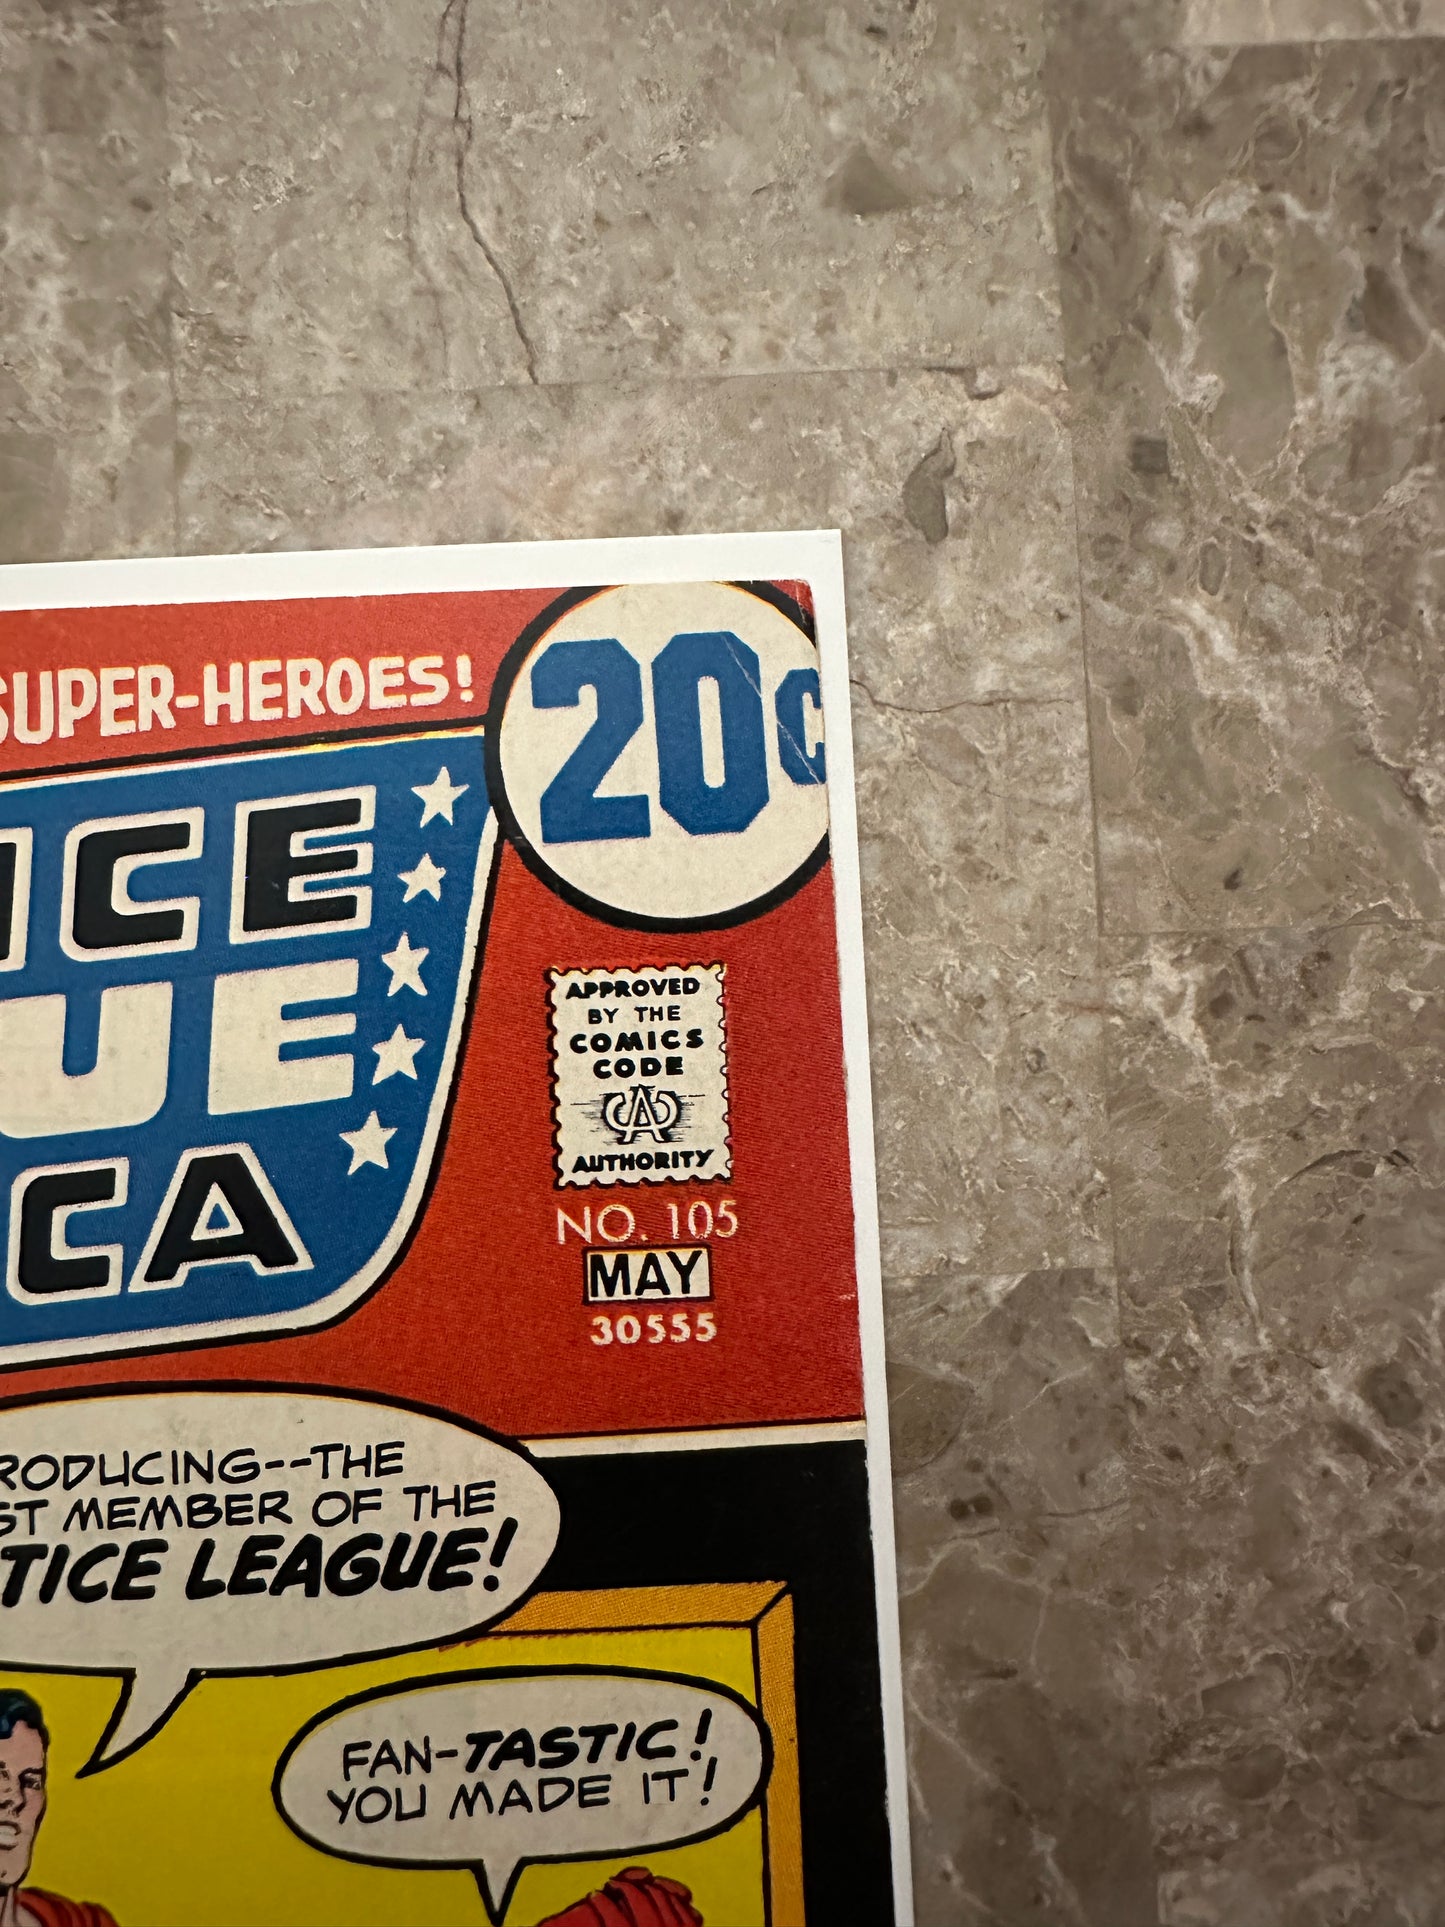 SUPER-HEROES!
20¢
ICE
UE
CA
APPROVED
BY THE
COMICS
CODE
CA
AUTHORITY
NO. 105
MAY
30555
RODUCING--THE
ST MEMBER OF THE
TICE LEAGUE!
FAN-TASTIC!
YOU MADE IT!